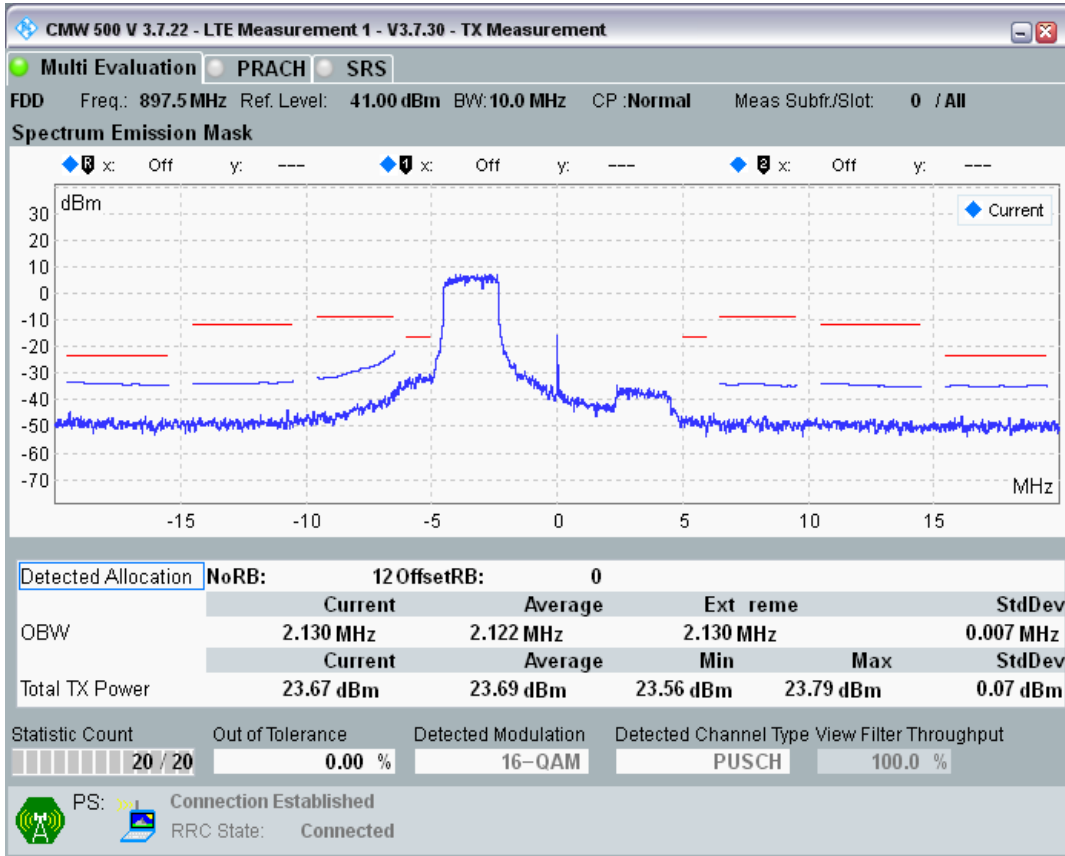 CMW 500 V 3.7.22 - LTE Measurement 1 - V3.7.30 - TX Measurement
Multi Evaluation PRACH SRS
FDD Freq.: 897.5 MHz Ref. Level: 41.00 dBm BW: 10.0 MHz CP :Normal Meas Subfr./Slot: 0 / All
Spectrum Emission Mask
R x: Off y: --- 1 x: Off y: --- 2 x: Off y: ---
dBm
Current
30
20
10
0
-10
-20
-30
-40
-50
-60
-70
MHz
-15 -10 -5 0 5 10 15
Detected Allocation NoRB: 12 OffsetRB: 0
Current Average Ext reme StdDev
OBW 2.130 MHz 2.122 MHz 2.130 MHz 0.007 MHz
Current Average Min Max StdDev
Total TX Power 23.67 dBm 23.69 dBm 23.56 dBm 23.79 dBm 0.07 dBm
Statistic Count Out of Tolerance Detected Modulation Detected Channel Type View Filter Throughput
20 / 20 0.00 % 16-QAM PUSCH 100.0 %
PS: Connection Established
RRC State: Connected